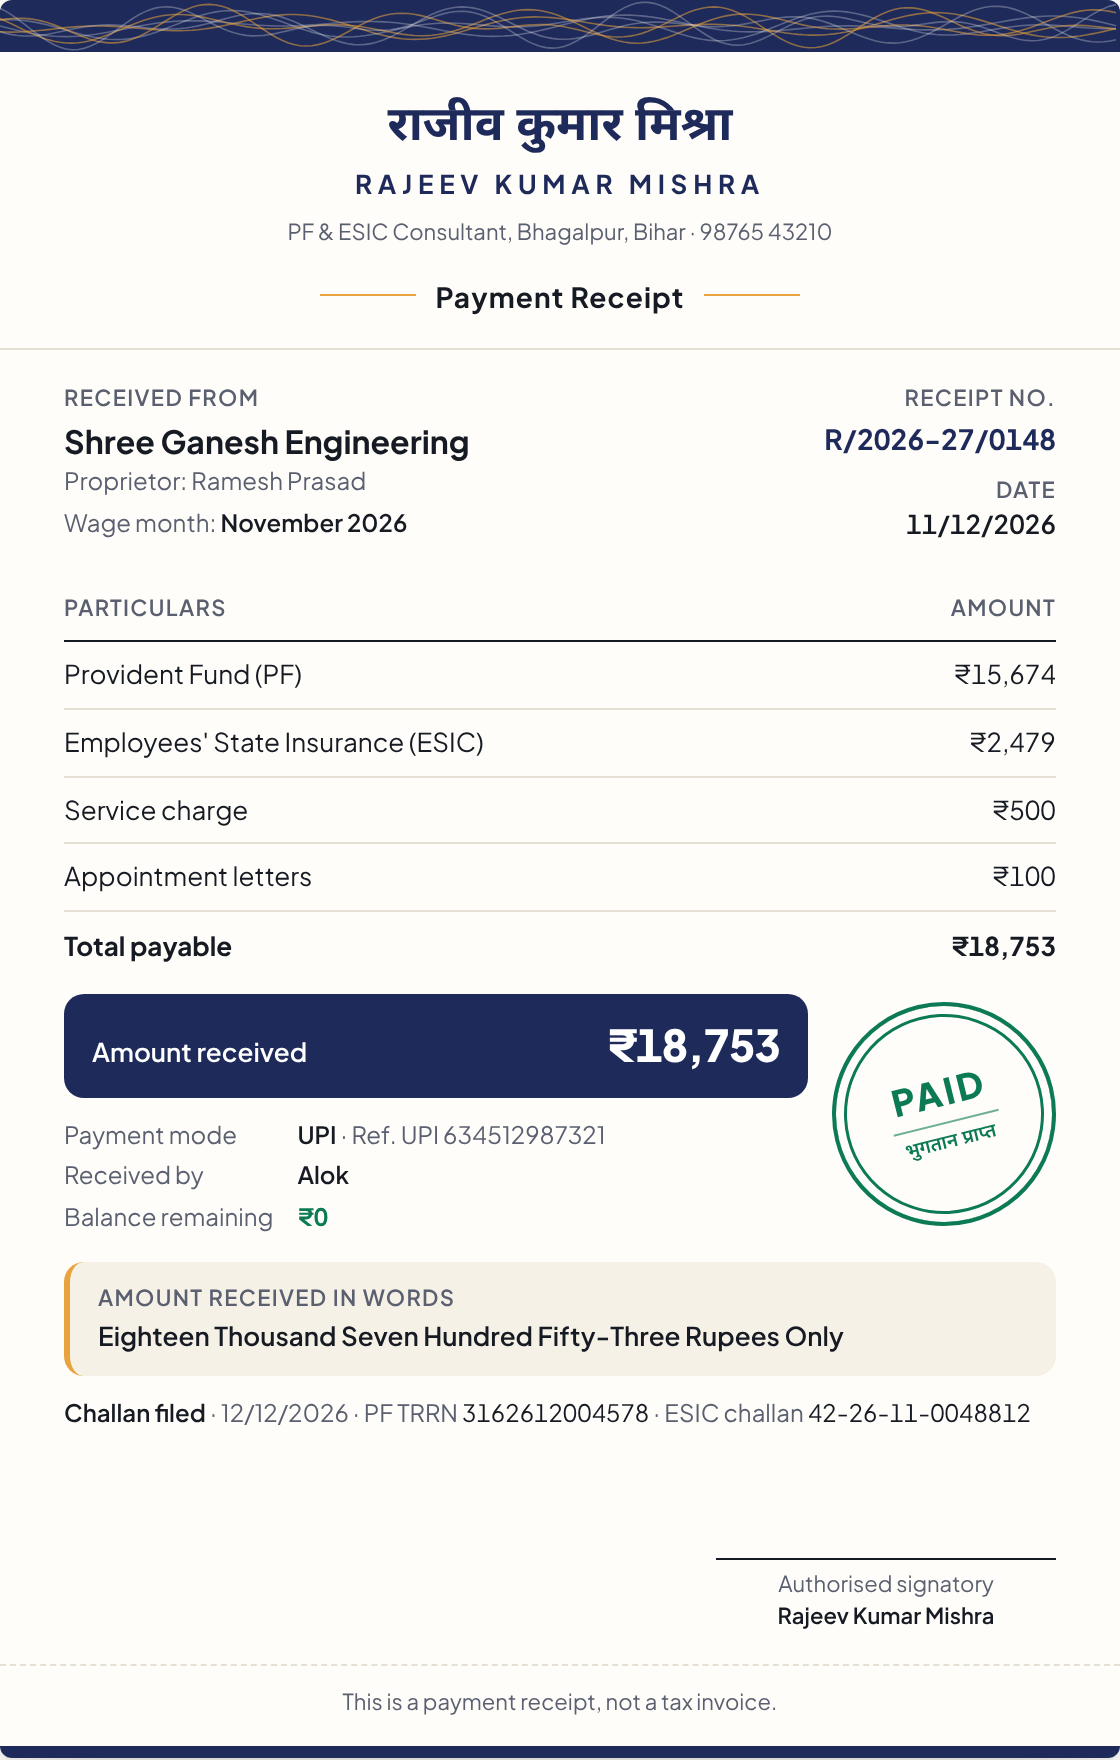 राजीव कुमार मिश्रा
RAJEEV KUMAR MISHRA
PF & ESIC Consultant, Bhagalpur, Bihar · 98765 43210
Payment Receipt
RECEIVED FROM
Shree Ganesh Engineering
Proprietor: Ramesh Prasad
Wage month: November 2026
RECEIPT NO.
R/2026-27/0148
DATE
11/12/2026
PARTICULARS AMOUNT
Provident Fund (PF) ₹15,674
Employees' State Insurance (ESIC) ₹2,479
Service charge ₹500
Appointment letters ₹100
Total payable ₹18,753
Amount received ₹18,753
Payment mode UPI · Ref. UPI 634512987321
Received by Alok
Balance remaining ₹0
PAID
भुगतान प्राप्त
AMOUNT RECEIVED IN WORDS
Eighteen Thousand Seven Hundred Fifty-Three Rupees Only
Challan filed · 12/12/2026 · PF TRRN 3162612004578 · ESIC challan 42-26-11-0048812
Authorised signatory
Rajeev Kumar Mishra
This is a payment receipt, not a tax invoice.